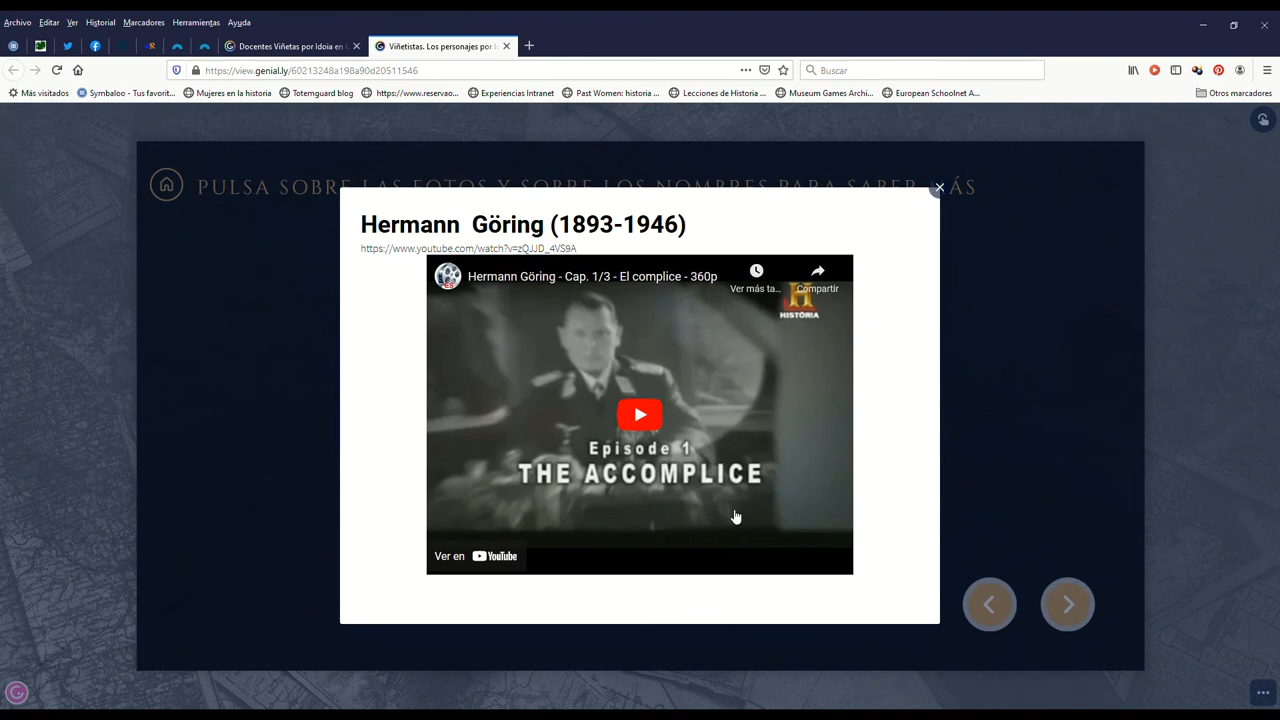 Archivo Editar Ver Historial Marcadores Herramientas Ayuda
Docentes Viñetas por Idoia en
Viñetistas. Los personajes por Id
https://view.genial.ly/60213248a198a90d20511546
Buscar
Más visitados Symbaloo - Tus favorit... Mujeres en la historia Totemguard blog https://www.reservao... Experiencias Intranet Past Women: historia ... Lecciones de Historia ... Museum Games Archi... European Schoolnet A... Otros marcadores
PULSA SOBRE LAS FOTOS Y SOBRE LOS NOMBRES PARA SABER MÁS
Hermann Göring (1893-1946)
https://www.youtube.com/watch?v=zQJJD_4VS9A
Hermann Göring - Cap. 1/3 - El complice - 360p
Ver más ta... Compartir
H
HISTORIA
Episode 1
THE ACCOMPLICE
Ver en YouTube